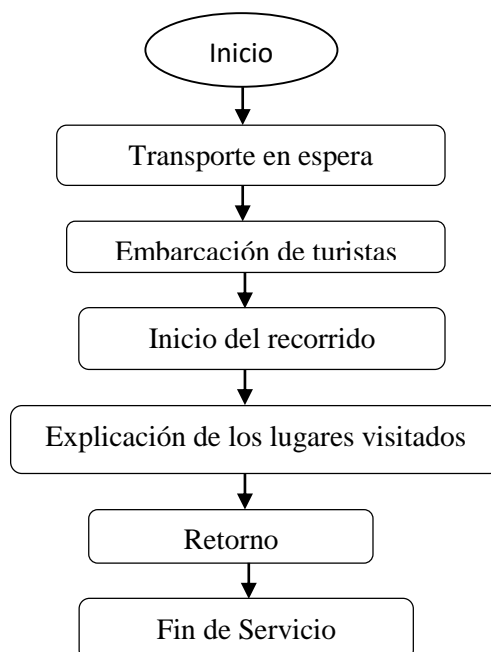 Inicio
Transporte en espera
Embarcación de turistas
Inicio del recorrido
Explicación de los lugares visitados
Retorno
Fin de Servicio